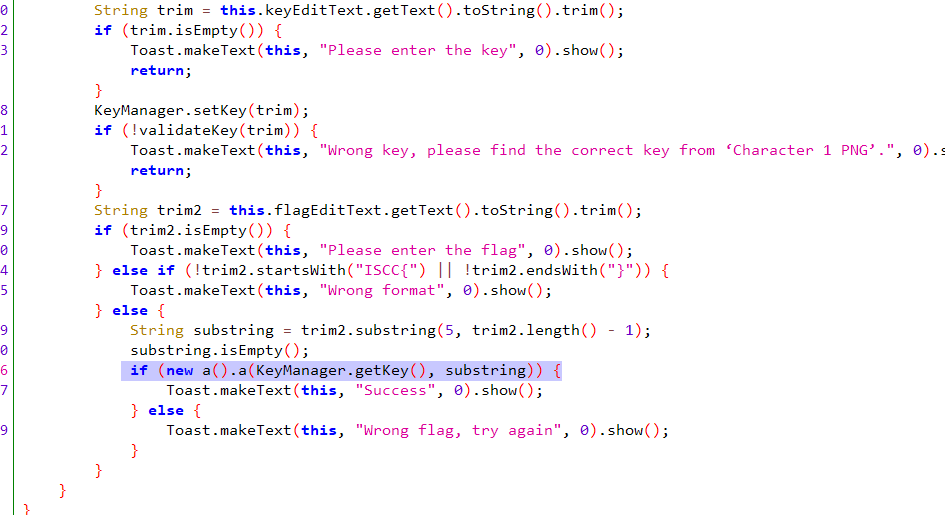 0 String trim = this.keyEditText.getText().toString().trim();
2 if (trim.isEmpty()) {
3 Toast.makeText(this, "Please enter the key", 0).show();
return;
}
8 KeyManager.setKey(trim);
1 if (!validateKey(trim)) {
2 Toast.makeText(this, "Wrong key, please find the correct key from ‘Character 1 PNG’.", 0).s
return;
}
7 String trim2 = this.flagEditText.getText().toString().trim();
9 if (trim2.isEmpty()) {
0 Toast.makeText(this, "Please enter the flag", 0).show();
4 } else if (!trim2.startsWith("ISCC{") || !trim2.endsWith("}")) {
5 Toast.makeText(this, "Wrong format", 0).show();
} else {
9 String substring = trim2.substring(5, trim2.length() - 1);
0 substring.isEmpty();
6 if (new a().a(KeyManager.getKey(), substring)) {
7 Toast.makeText(this, "Success", 0).show();
} else {
9 Toast.makeText(this, "Wrong flag, try again", 0).show();
}
}
}
}